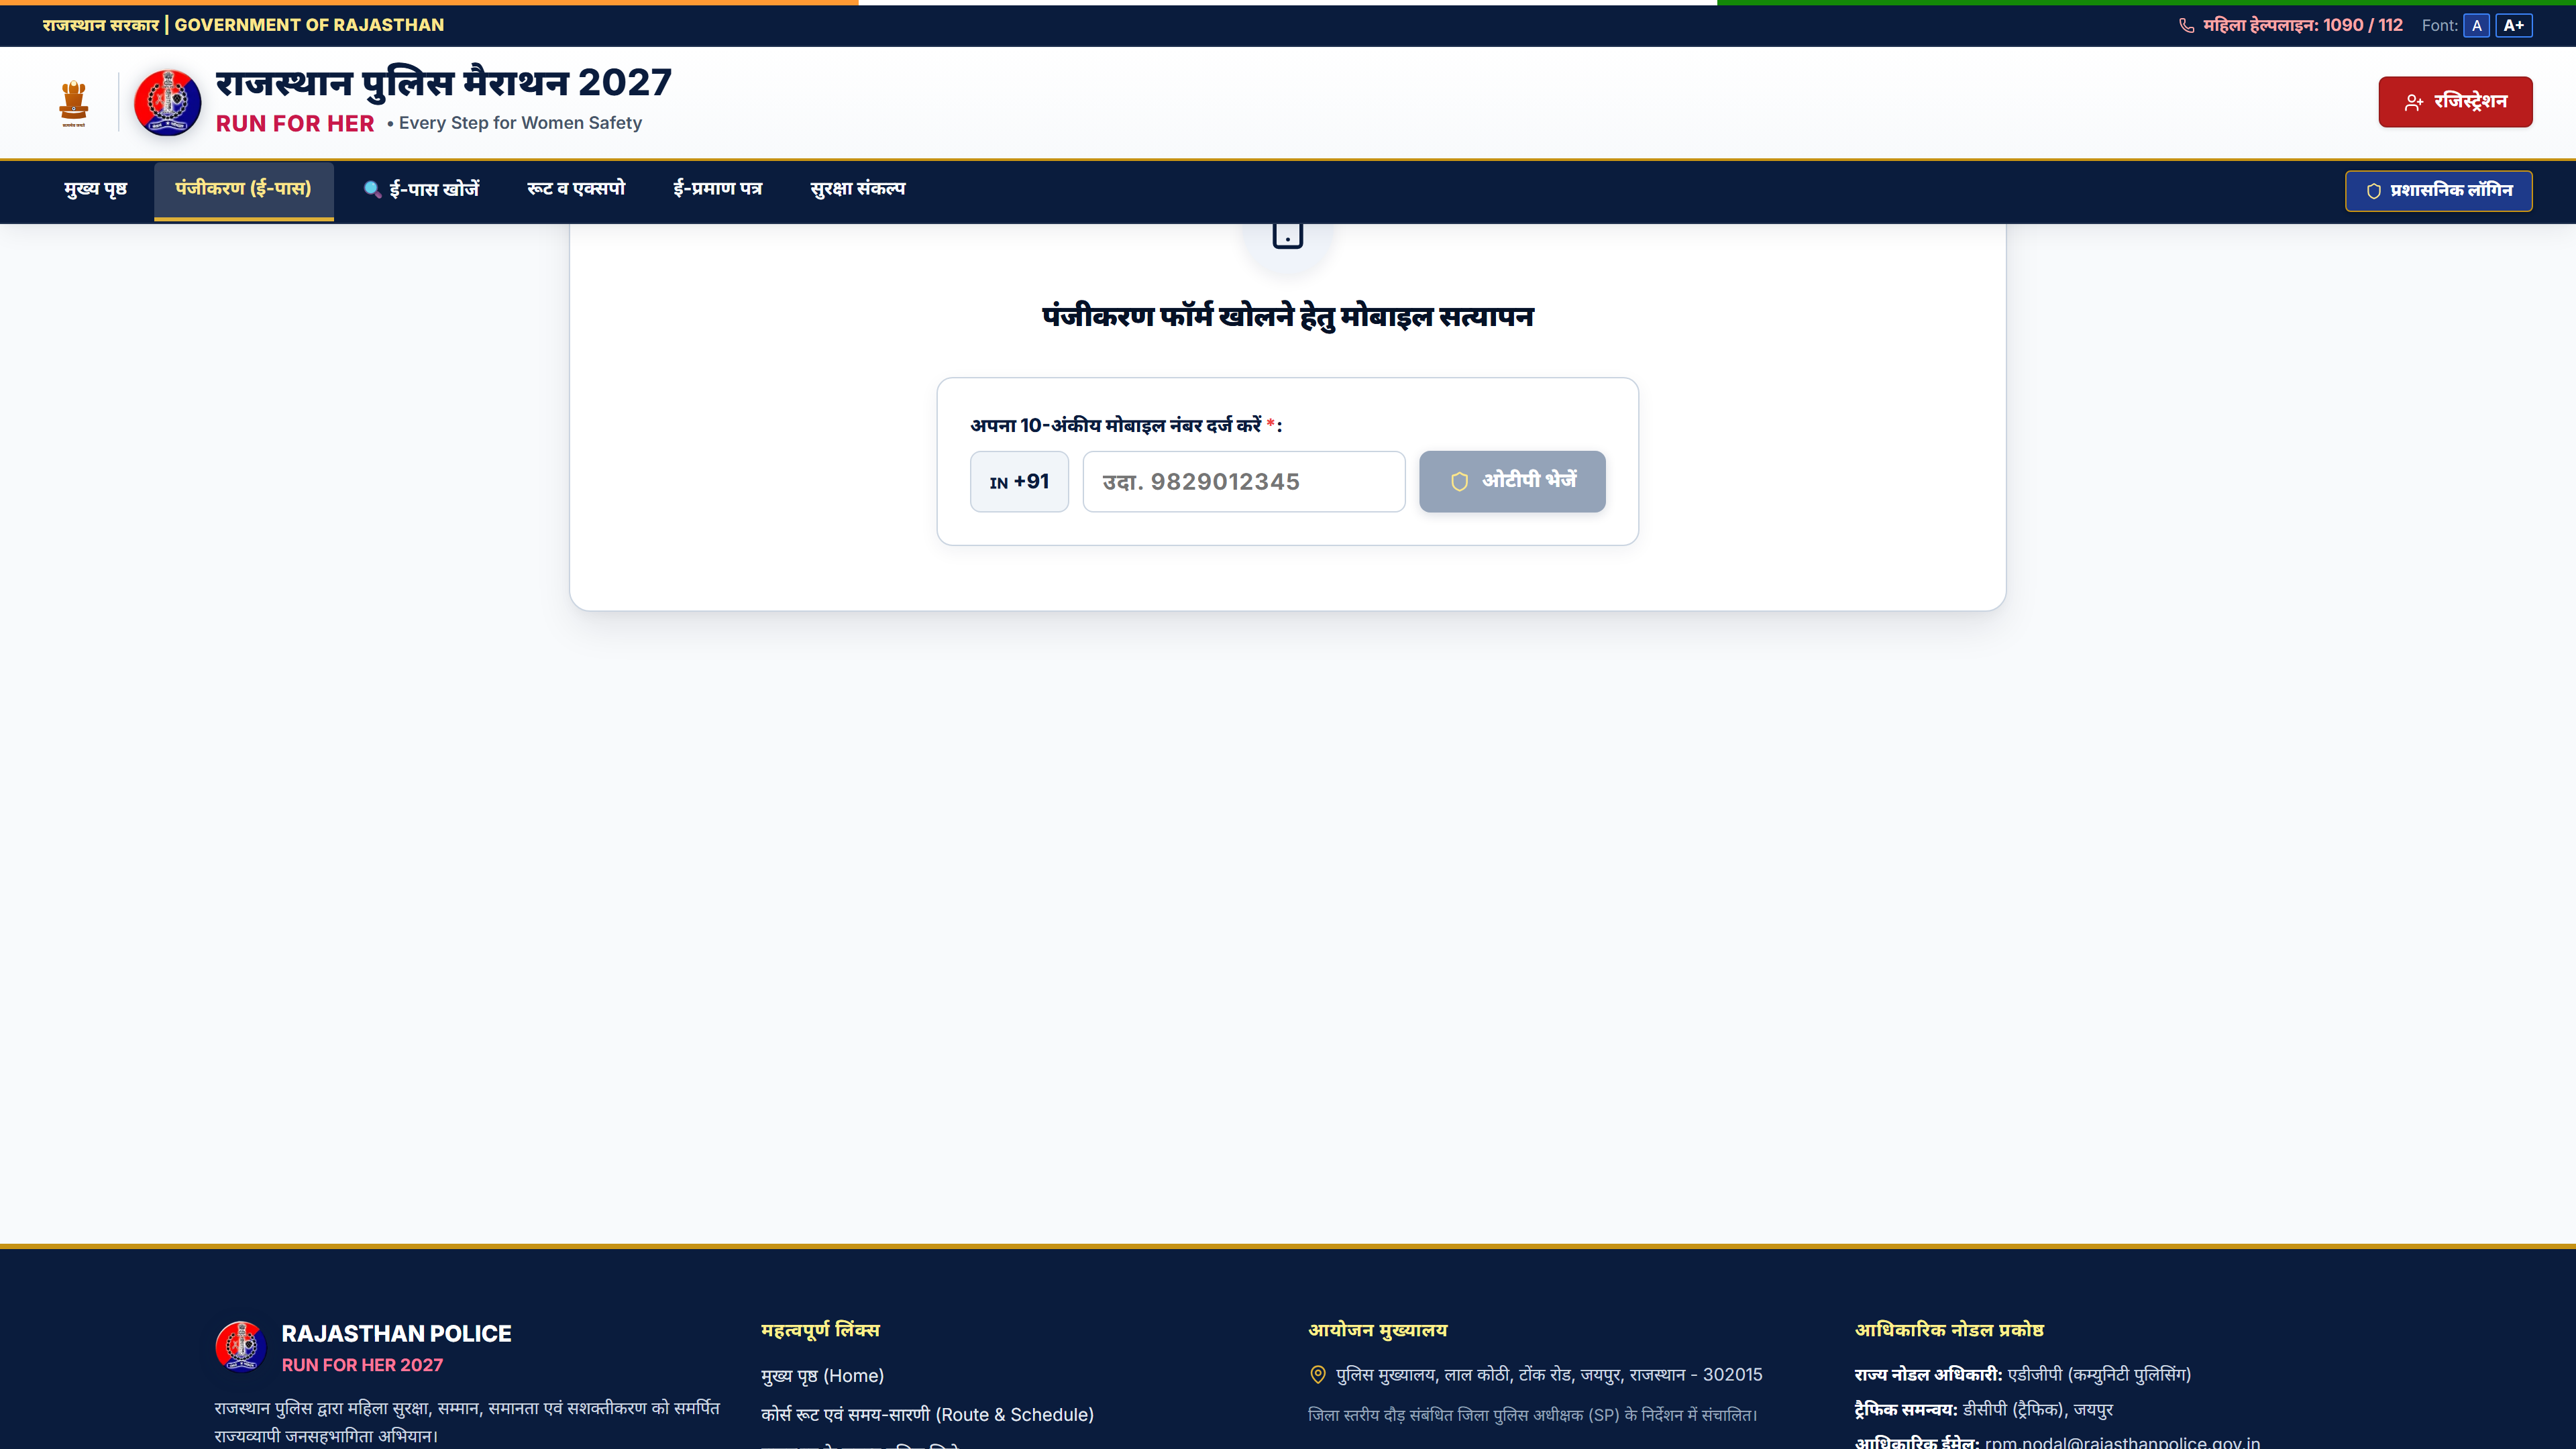 राजस्थान सरकार | GOVERNMENT OF RAJASTHAN
महिला हेल्पलाइन: 1090 / 112 Font: A A+
राजस्थान पुलिस मैराथन 2027
RUN FOR HER • Every Step for Women Safety
रजिस्ट्रेशन
मुख्य पृष्ठ पंजीकरण (ई-पास) ई-पास खोजें रूट व एक्सपो ई-प्रमाण पत्र सुरक्षा संकल्प प्रशासनिक लॉगिन
पंजीकरण फॉर्म खोलने हेतु मोबाइल सत्यापन
अपना 10-अंकीय मोबाइल नंबर दर्ज करें *:
IN +91 उदा. 9829012345 ओटीपी भेजें
RAJASTHAN POLICE
RUN FOR HER 2027
राजस्थान पुलिस द्वारा महिला सुरक्षा, सम्मान, समानता एवं सशक्तीकरण को समर्पित
राज्यव्यापी जनसहभागिता अभियान।
महत्वपूर्ण लिंक्स
मुख्य पृष्ठ (Home)
कोर्स रूट एवं समय-सारणी (Route & Schedule)
आयोजन मुख्यालय
पुलिस मुख्यालय, लाल कोठी, टोंक रोड, जयपुर, राजस्थान - 302015
जिला स्तरीय दौड़ संबंधित जिला पुलिस अधीक्षक (SP) के निर्देशन में संचालित।
आधिकारिक नोडल प्रकोष्ठ
राज्य नोडल अधिकारी: एडीजीपी (कम्युनिटी पुलिसिंग)
ट्रैफिक समन्वय: डीसीपी (ट्रैफिक), जयपुर
आधिकारिक ईमेल: rpm.nodal@rajasthanpolice.gov.in